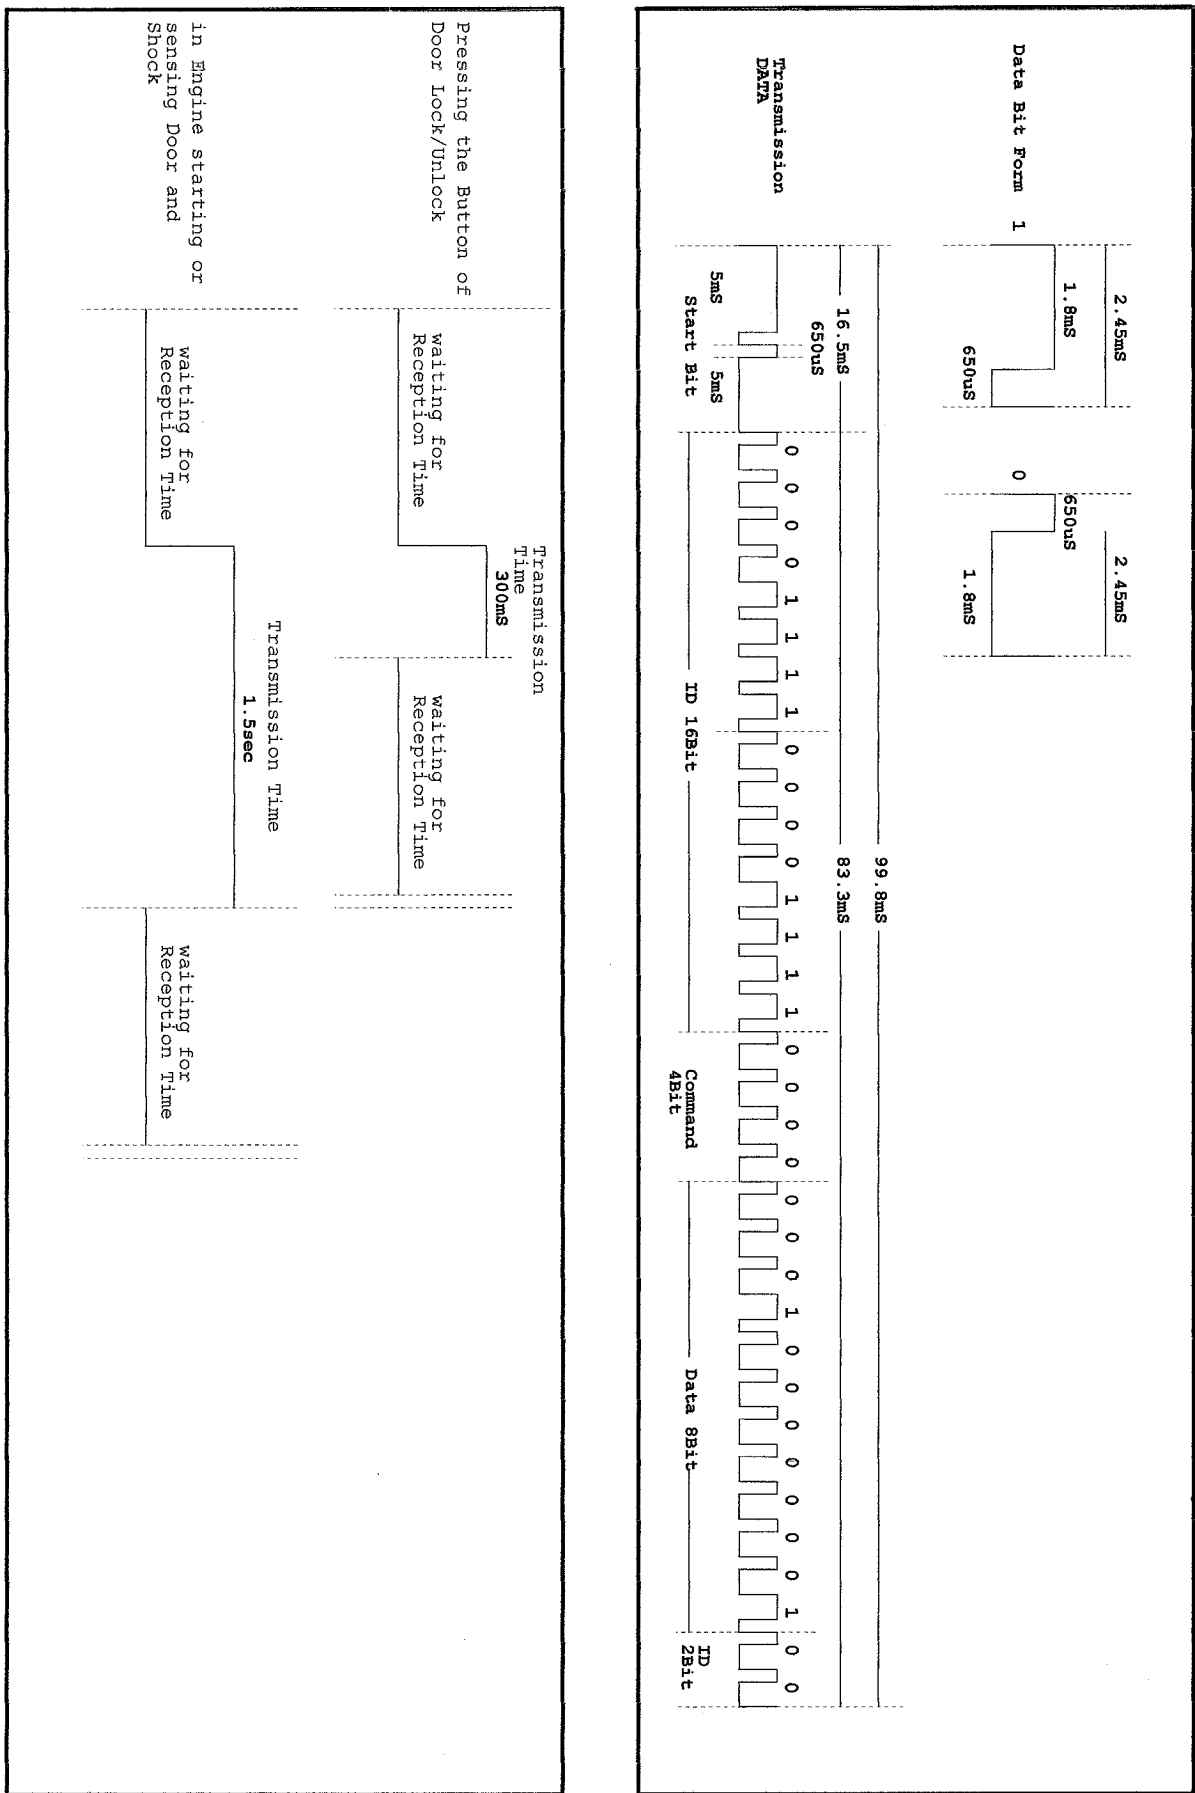 Data Bit Form
1
2.45mS
1.8mS
650uS
0
2.45mS
650uS
1.8mS
99.8mS
16.5mS
83.3mS
650uS
Transmission
DATA
0 0 0 0 1 1 1 1 0 0 0 0 1 1 1 1 0 0 0 0 0 0 0 1 0 0 0 0 0 0 0 1 0 0
5mS
5mS
Start Bit
ID 16Bit
Command
4Bit
Data 8Bit
ID
2Bit
Pressing the Button of
Door Lock/Unlock
Transmission
Time
300mS
waiting for
Reception Time
waiting for
Reception Time
in Engine starting or
sensing Door and
Shock
Transmission Time
1.5sec
waiting for
Reception Time
waiting for
Reception Time